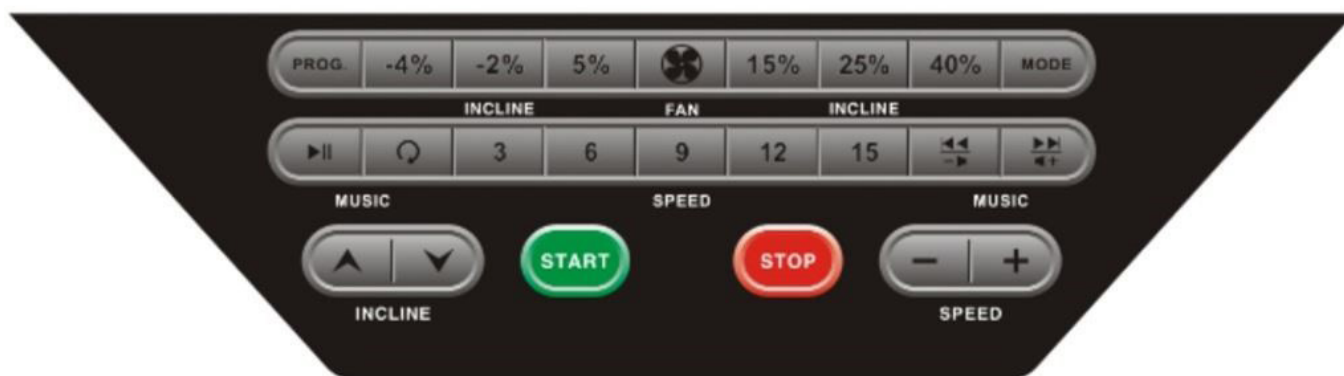 PROG. -4% -2% 5% 15% 25% 40% MODE
INCLINE FAN INCLINE
3 6 9 12 15
MUSIC SPEED MUSIC
START STOP
INCLINE SPEED